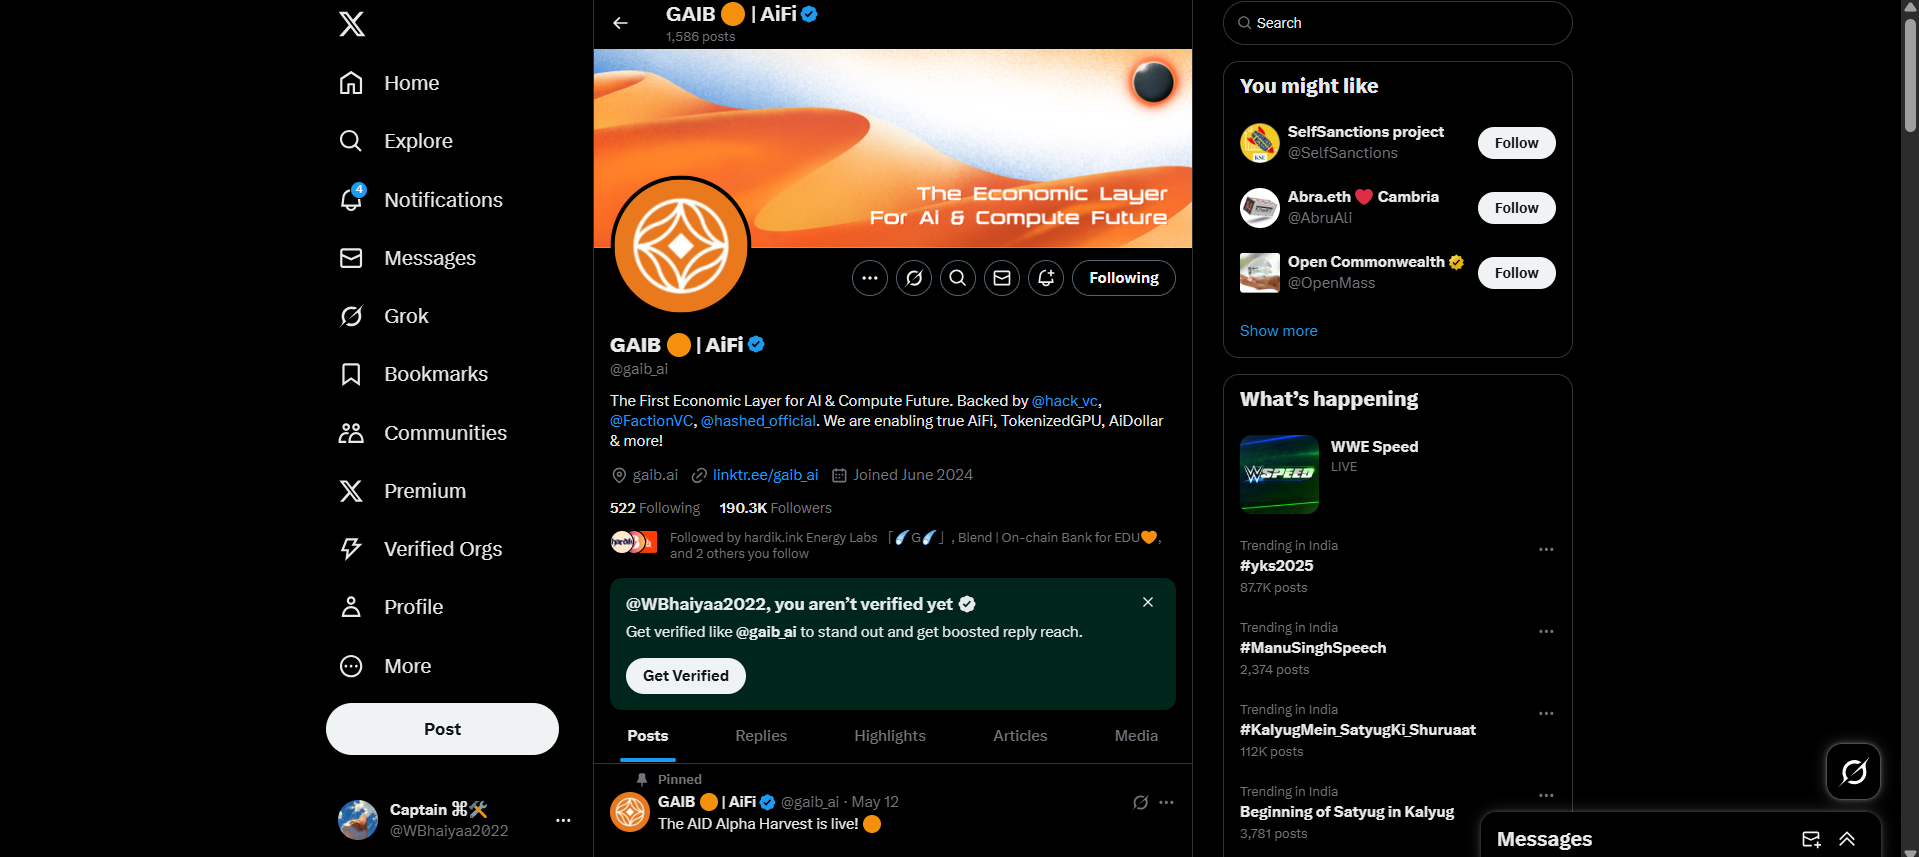 Home
Explore
4
Notifications
Messages
Grok
Bookmarks
Communities
Premium
Verified Orgs
Profile
More
Post
Captain ⌘🛠️
@WBhaiyaa2022
GAIB 🟠 | AiFi
1,586 posts
The Economic Layer
For Ai & Compute Future
Following
GAIB 🟠 | AiFi
@gaib_ai
The First Economic Layer for AI & Compute Future. Backed by @hack_vc,
@FactionVC, @hashed_official. We are enabling true AiFi, TokenizedGPU, AiDollar
& more!
gaib.ai linktr.ee/gaib_ai Joined June 2024
522 Following 190.3K Followers
Followed by hardik.ink Energy Labs 「☄️G☄️」, Blend | On-chain Bank for EDU🧡,
and 2 others you follow
@WBhaiyaa2022, you aren’t verified yet
Get verified like @gaib_ai to stand out and get boosted reply reach.
Get Verified
Posts Replies Highlights Articles Media
Pinned
GAIB 🟠 | AiFi @gaib_ai · May 12
The AID Alpha Harvest is live! 🟠
Search
You might like
SelfSanctions project
@SelfSanctions
Follow
Abra.eth ♥️ Cambria
@AbruAli
Follow
Open Commonwealth
@OpenMass
Follow
Show more
What’s happening
WSPEED
WWE Speed
LIVE
Trending in India
#yks2025
87.7K posts
Trending in India
#ManuSinghSpeech
2,374 posts
Trending in India
#KalyugMein_SatyugKi_Shuruaat
112K posts
Trending in India
Beginning of Satyug in Kalyug
3,781 posts
Messages